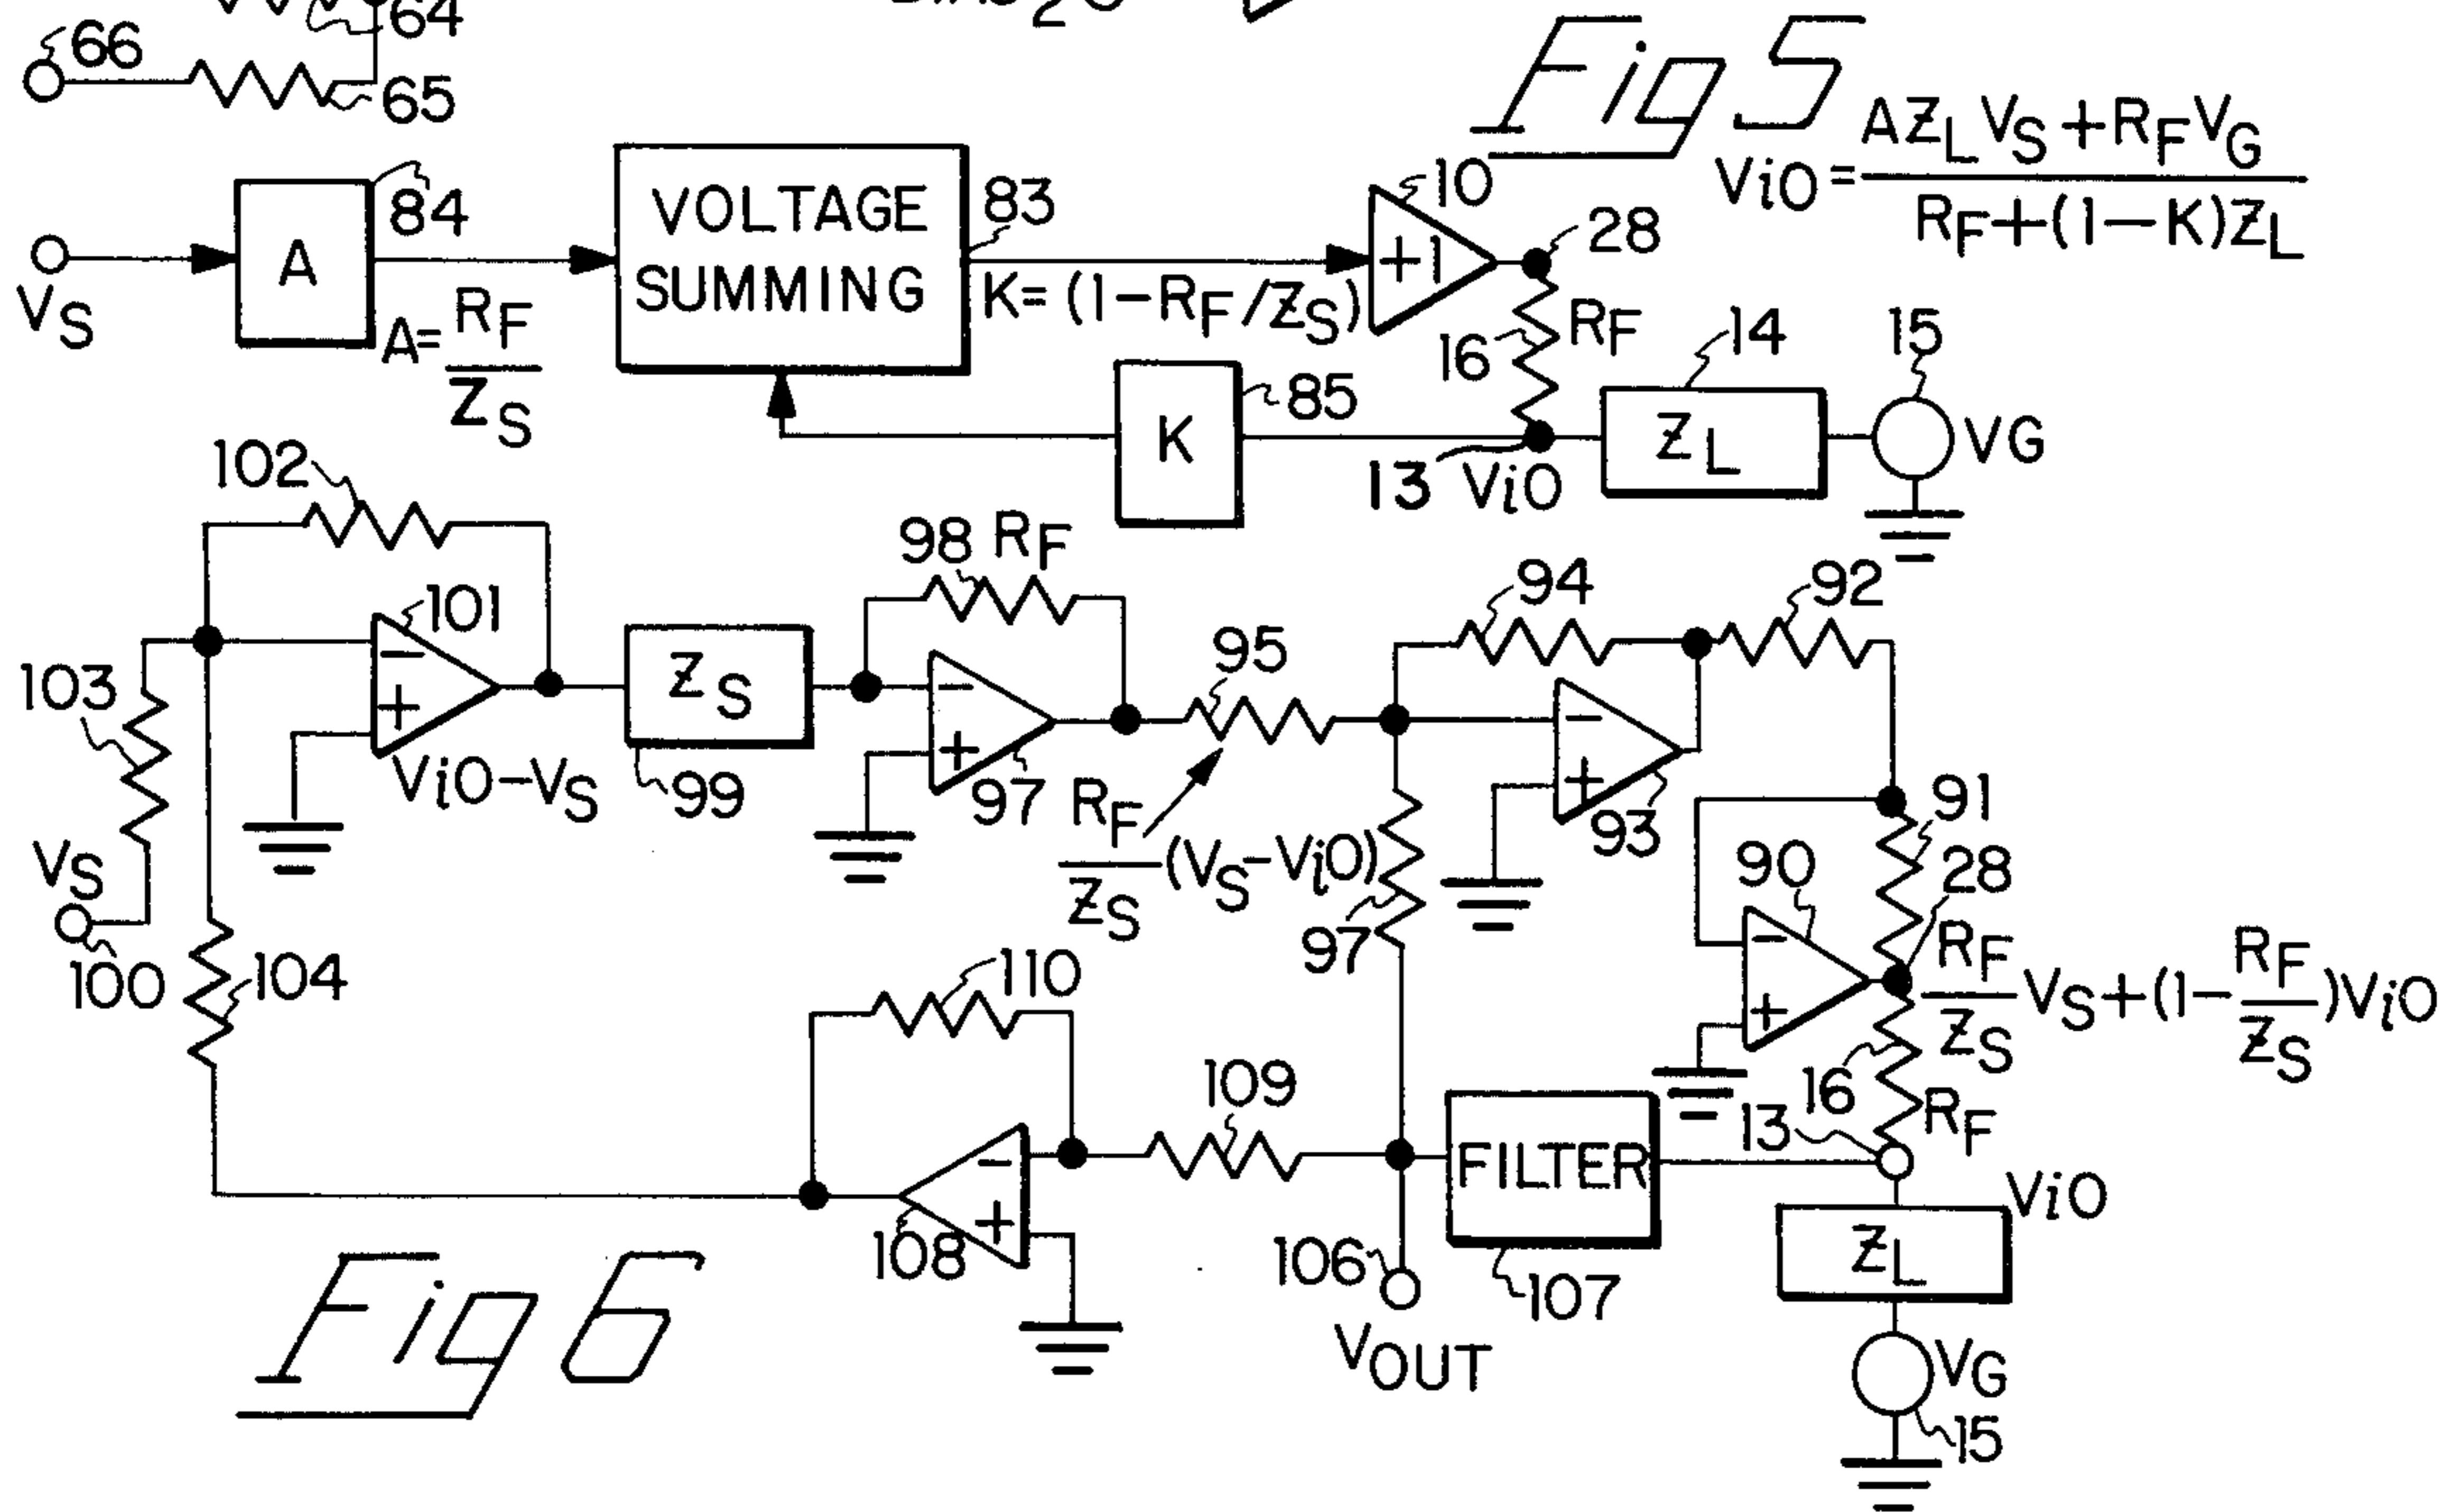 64
66
65
Fig 5
ViO = AZL VS + RF VG / RF + (1 - K) ZL
84
VOLTAGE
SUMMING
83
10
28
VS
A
A = RF / ZS
K = (1 - RF/ZS)
+1
RF
16
14
15
K
85
ZL
VG
13
ViO
102
98 RF
94
92
101
95
103
ZS
ViO - VS
99
97
RF / ZS (VS - ViO)
93
91
90
28
VS
100
104
97
RF / ZS VS + (1 - RF / ZS) ViO
110
109
16
RF
13
FILTER
ViO
108
106
107
ZL
VOUT
VG
15
Fig 6